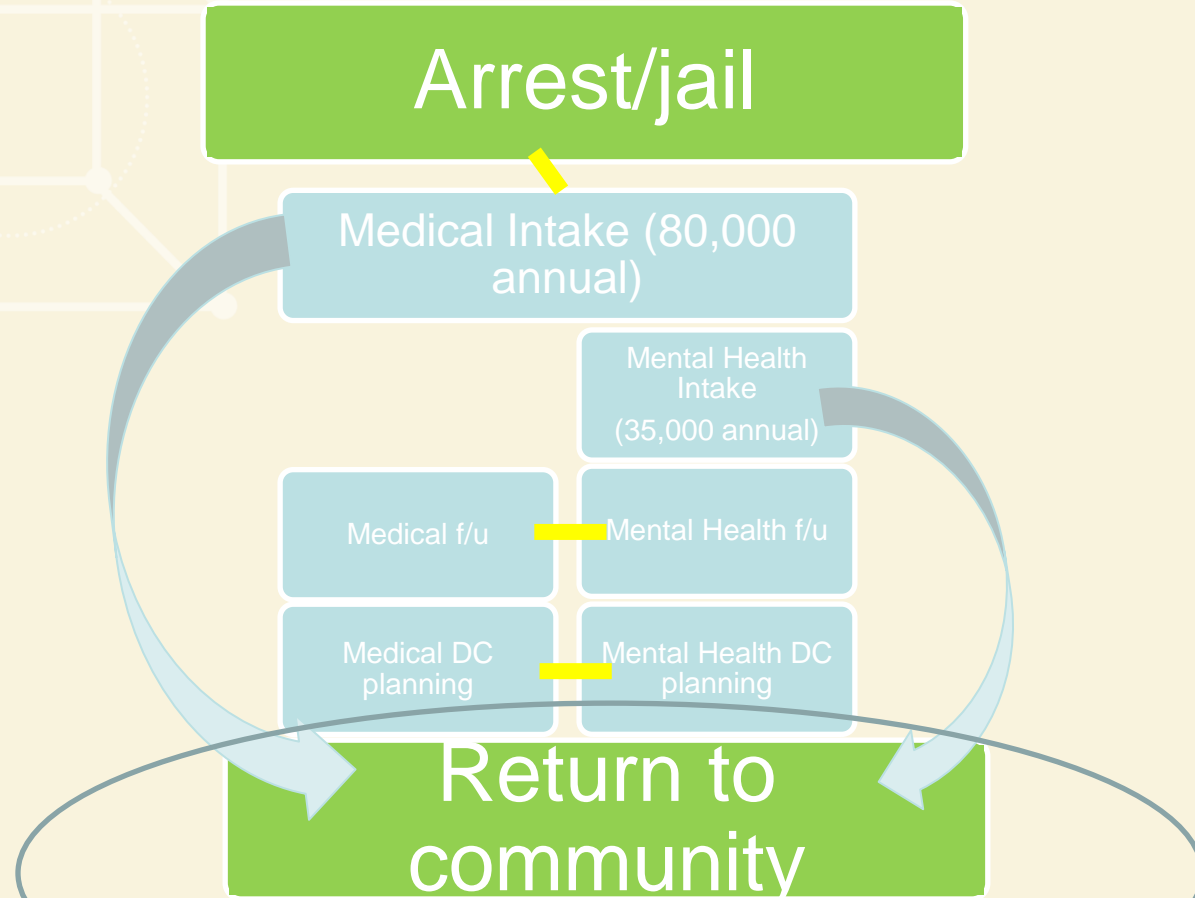 Arrest/jail
Medical Intake (80,000
annual)
Mental Health
Intake
(35,000 annual)
Medical f/u
Mental Health f/u
Medical DC
planning
Mental Health DC
planning
Return to
community